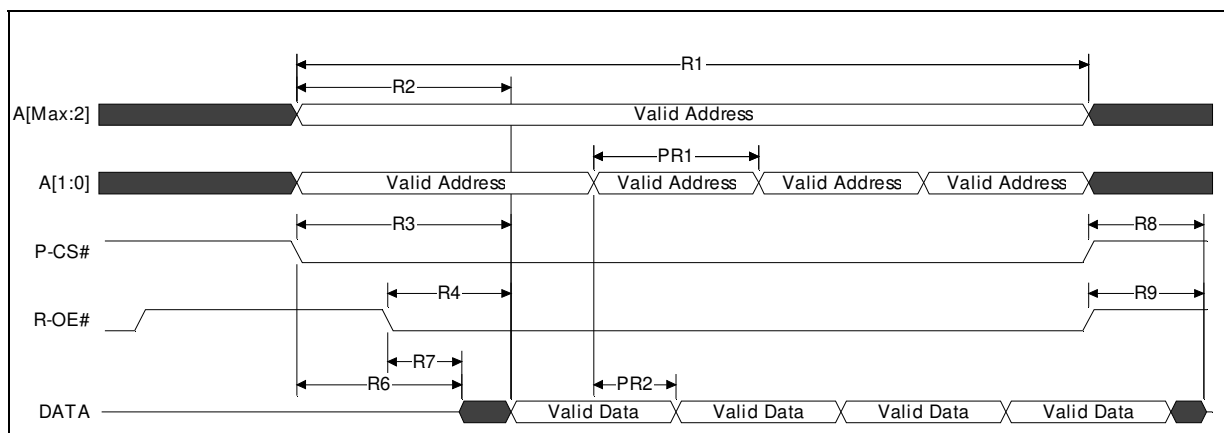 R1
R2
A[Max:2] Valid Address
PR1
A[1:0] Valid Address Valid Address Valid Address Valid Address
R3 R8
P-CS#
R4 R9
R-OE#
R7
R6 PR2
DATA Valid Data Valid Data Valid Data Valid Data